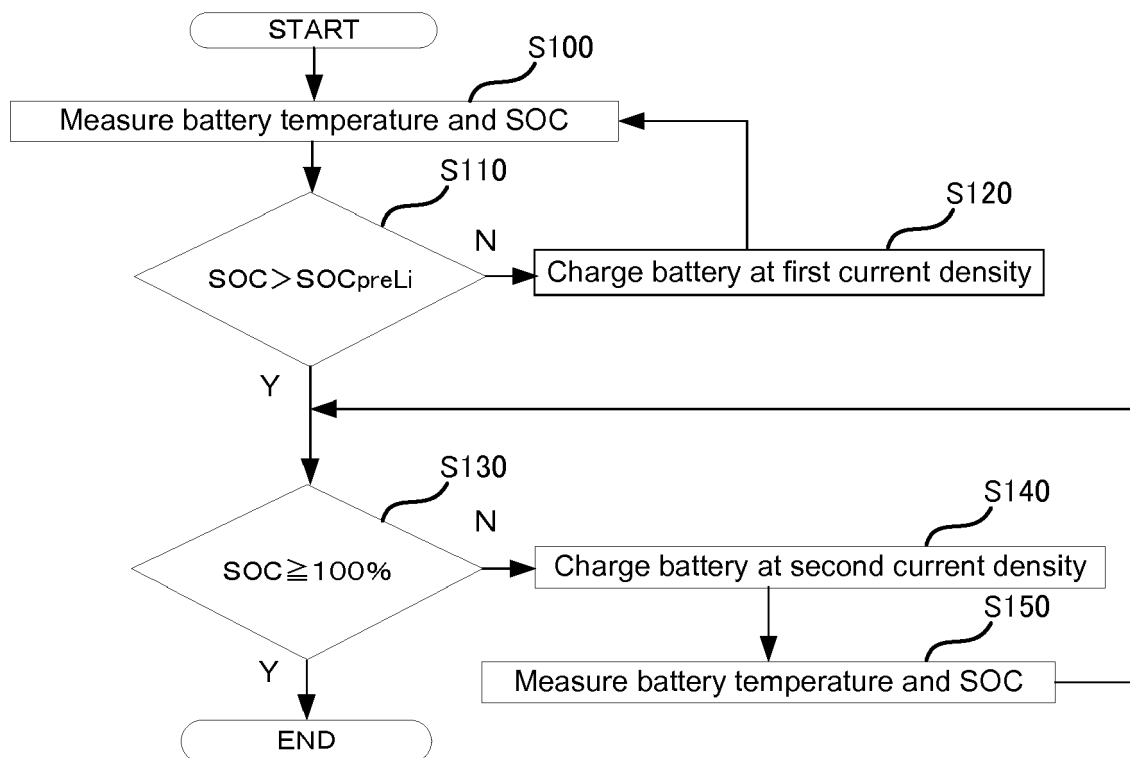 START
S100
Measure battery temperature and SOC
S110
SOC＞SOCpreLi
N
S120
Charge battery at first current density
Y
S130
SOC≧100%
N
S140
Charge battery at second current density
S150
Measure battery temperature and SOC
Y
END